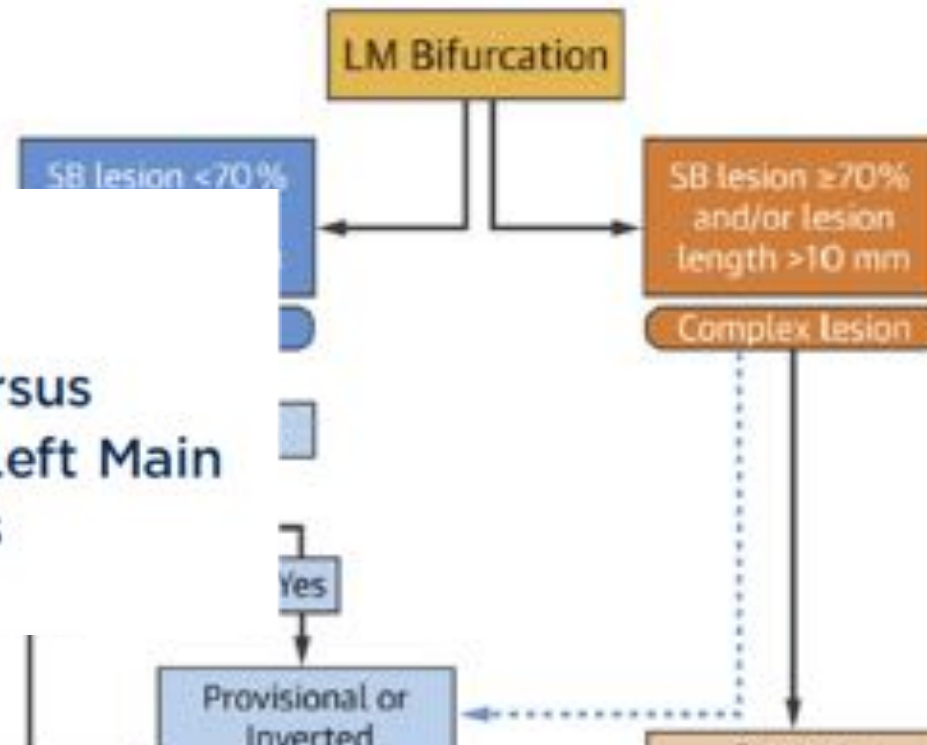 LM Bifurcation
SB lesion <70%
SB lesion ≥70%
and/or lesion
length >10 mm
Complex lesion
rsus
Left Main
s
Yes
Provisional or
Inverted